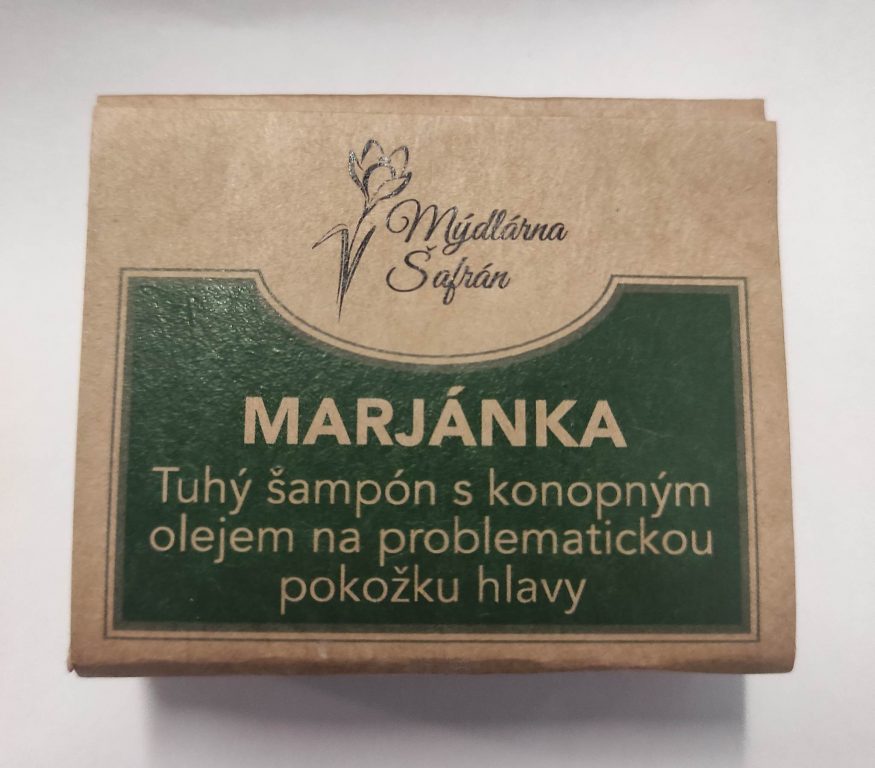 Mýdlárna
Šafrán
MARJÁNKA
Tuhý šampón s konopným
olejem na problematickou
pokožku hlavy